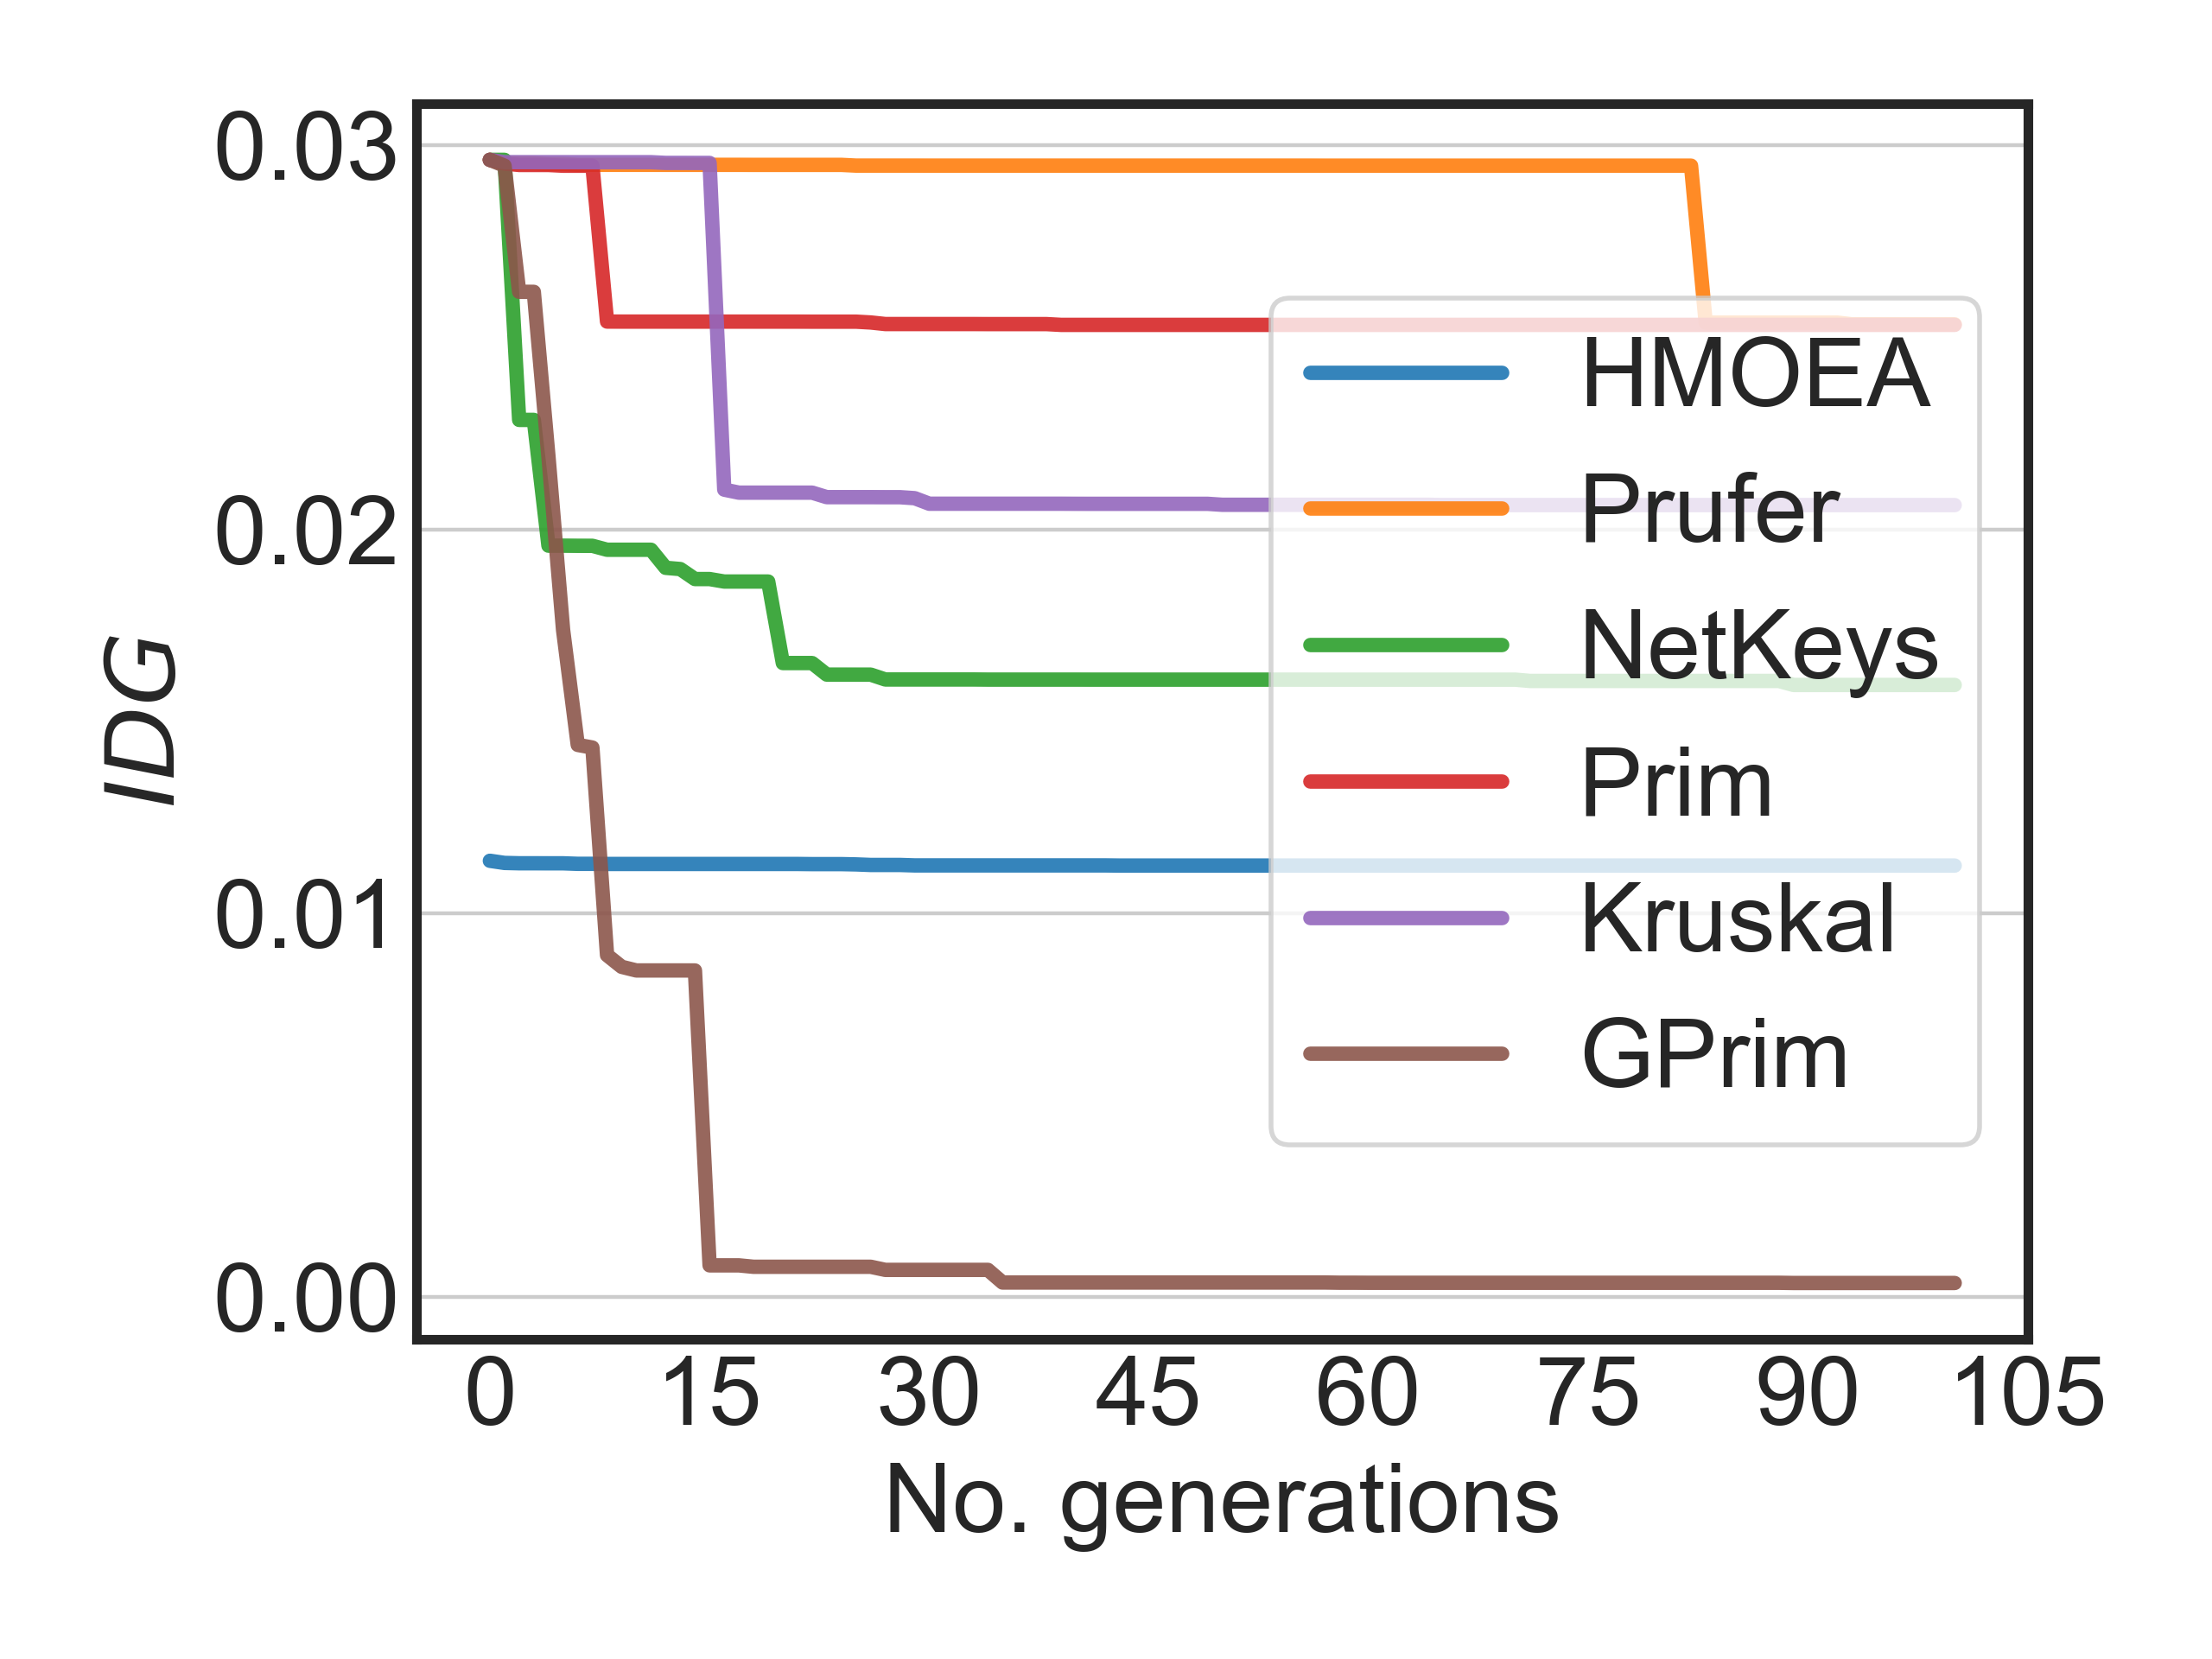 0.03
0.02
0.01
0.00
IDG
0 15 30 45 60 75 90 105
No. generations
HMOEA
Prufer
NetKeys
Prim
Kruskal
GPrim